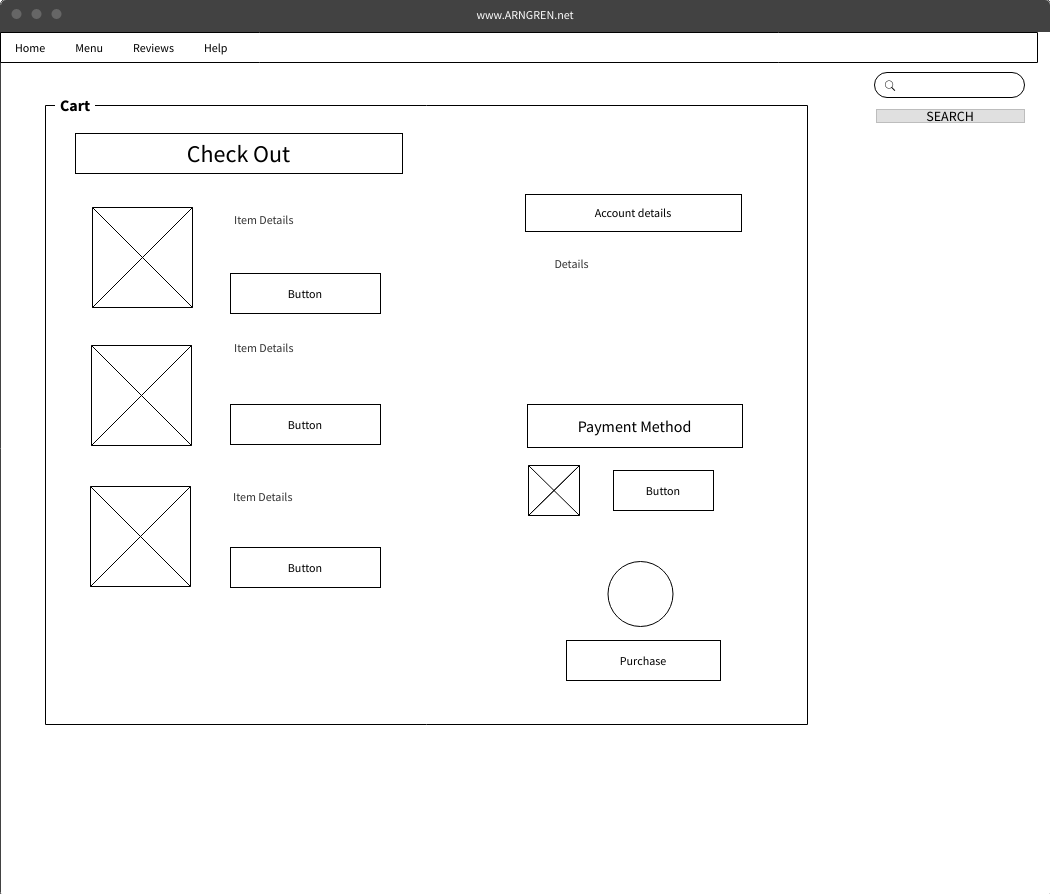 www.ARNGREN.net
Home Menu Reviews Help
SEARCH
Cart
Check Out
Item Details
Button
Item Details
Button
Item Details
Button
Account details
Details
Payment Method
Button
Purchase